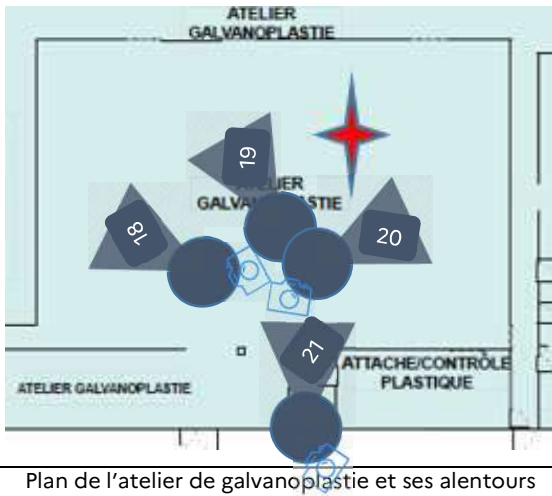 ATELIER
GALVANOPLASTIE
19
ATELIER
GALVANOPLASTIE
18
20
21
ATTACHE/CONTRÔLE
PLASTIQUE
ATELIER GALVANOPLASTIE
Plan de l'atelier de galvanoplastie et ses alentours